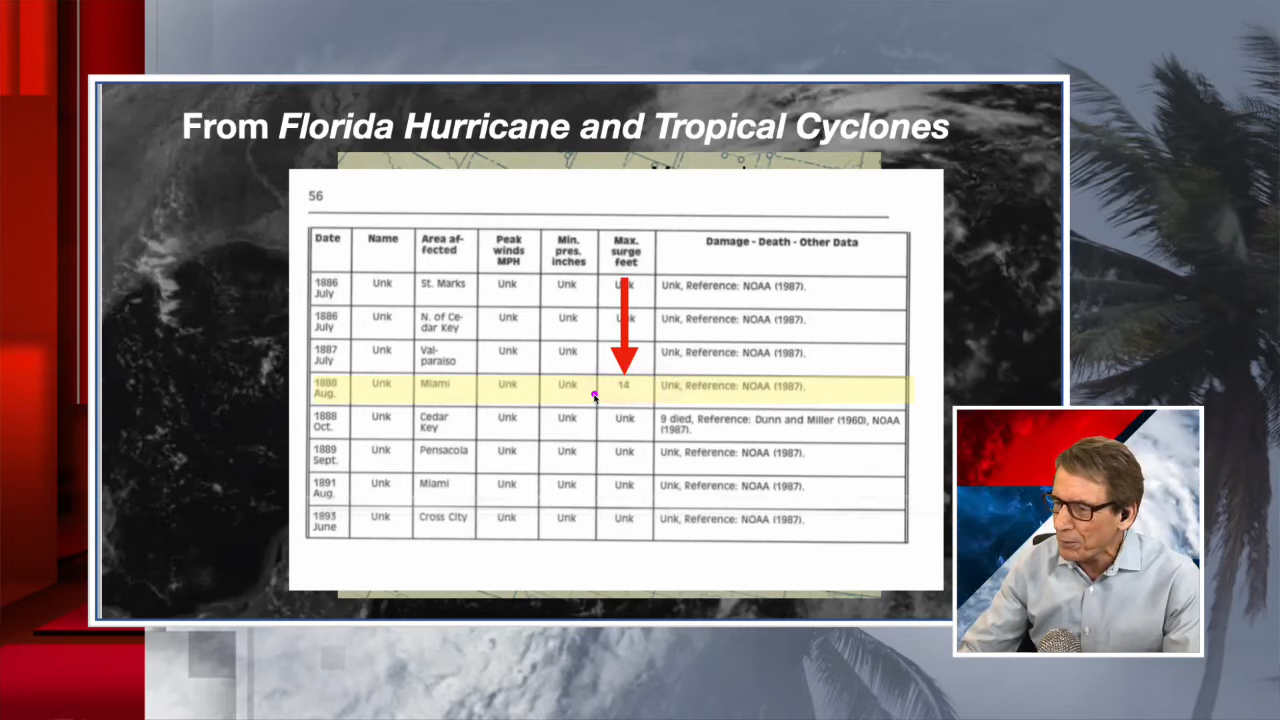 From Florida Hurricane and Tropical Cyclones
56
Date Name Area af- Peak Min. Max. Damage - Death - Other Data
fected winds pres. surge
MPH inches feet
1886 Unk St. Marks Unk Unk Unk, Reference: NOAA (1987).
July
1886 Unk N. of Ce- Unk Unk Unk, Reference: NOAA (1987).
July dar Key
1887 Unk Val- Unk Unk Unk, Reference: NOAA (1987).
July paraiso
1888 Unk Miami Unk Unk 14 Unk, Reference: NOAA (1987).
Aug.
1888 Unk Cedar Unk Unk Unk 9 died, Reference: Dunn and Miller (1960), NOAA
Oct. Key (1987).
1889 Unk Pensacola Unk Unk Unk Unk, Reference: NOAA (1987).
Sept.
1891 Unk Miami Unk Unk Unk Unk, Reference: NOAA (1987).
Aug.
1893 Unk Cross City Unk Unk Unk Unk, Reference: NOAA (1987).
June